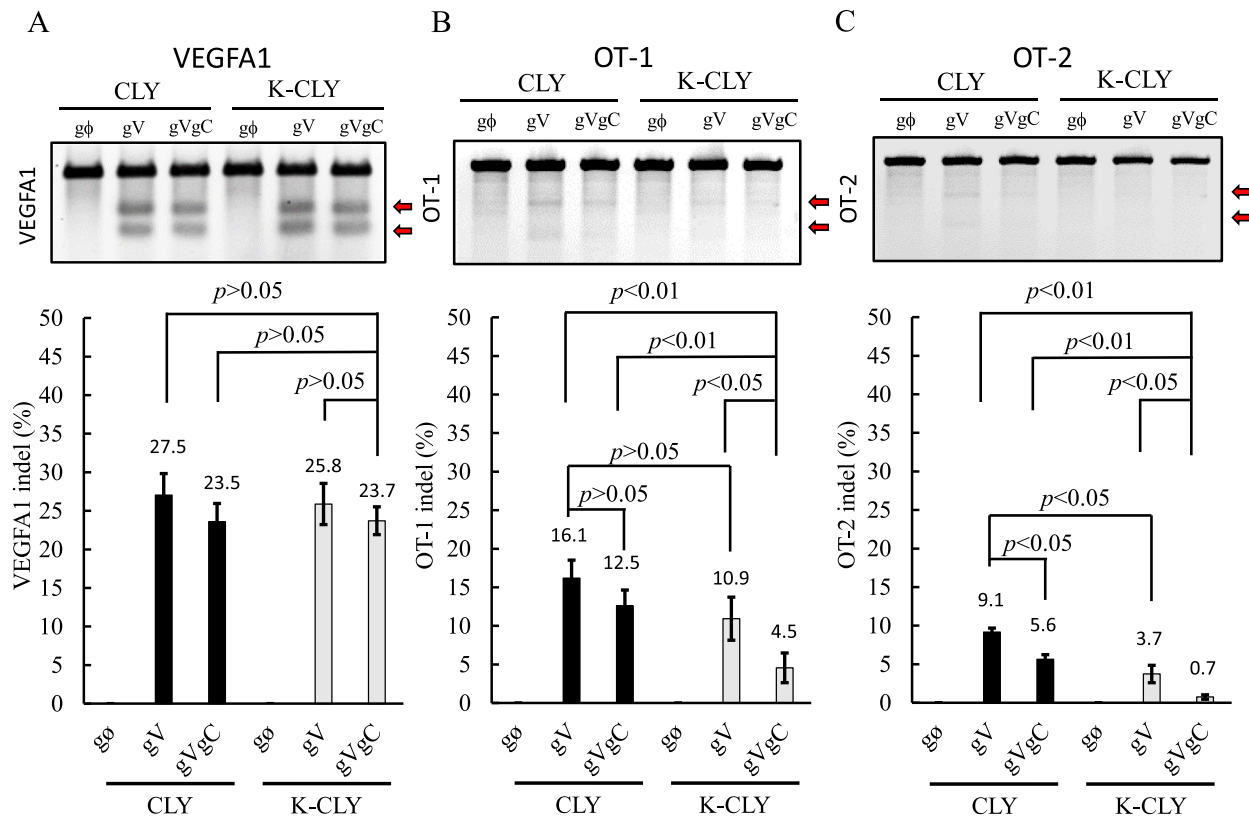 A
VEGFA1
CLY K-CLY
gϕ gV gVgC gϕ gV gVgC
VEGFA1
p>0.05
p>0.05
p>0.05
VEGFA1 indel (%)
50
45
40
35
30
25
20
15
10
5
0
27.5
23.5
25.8
23.7
gø gV gVgC gø gV gVgC
CLY K-CLY
B
OT-1
CLY K-CLY
gϕ gV gVgC gϕ gV gVgC
OT-1
p<0.01
p<0.01
p<0.05
p>0.05
p>0.05
OT-1 indel (%)
50
45
40
35
30
25
20
15
10
5
0
16.1
12.5
10.9
4.5
gø gV gVgC gø gV gVgC
CLY K-CLY
C
OT-2
CLY K-CLY
gϕ gV gVgC gϕ gV gVgC
OT-2
p<0.01
p<0.01
p<0.05
p<0.05
p<0.05
OT-2 indel (%)
50
45
40
35
30
25
20
15
10
5
0
9.1
5.6
3.7
0.7
gø gV gVgC gø gV gVgC
CLY K-CLY